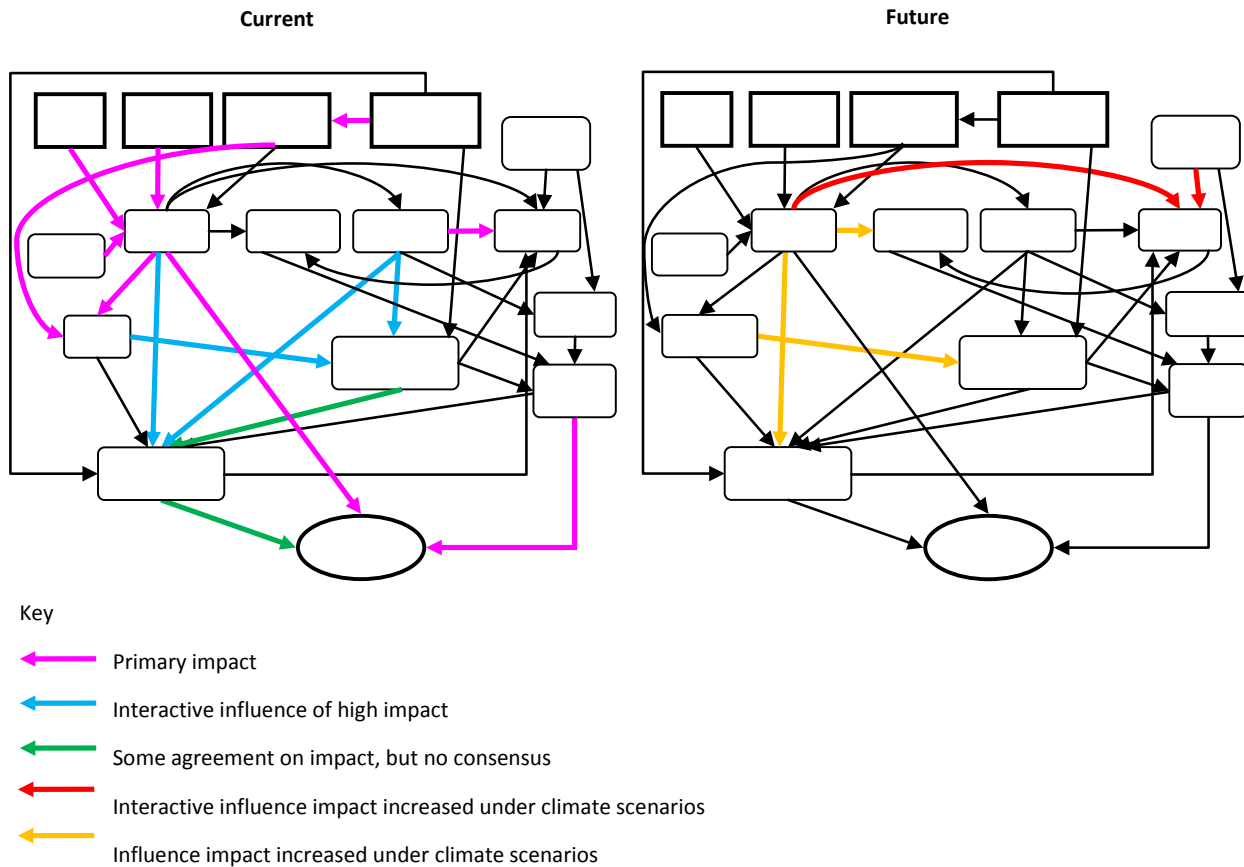 Current
Future
Key
Primary impact
Interactive influence of high impact
Some agreement on impact, but no consensus
Interactive influence impact increased under climate scenarios
Influence impact increased under climate scenarios